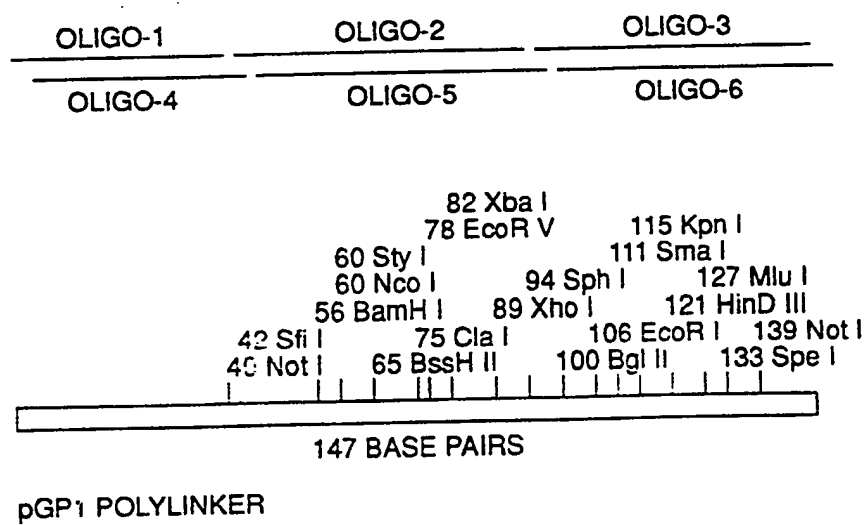 OLIGO-1 OLIGO-2 OLIGO-3
OLIGO-4 OLIGO-5 OLIGO-6
82 Xba I
78 EcoR V 115 Kpn I
60 Sty I 111 Sma I
60 Nco I 94 Sph I 127 Mlu I
56 BamH I 89 Xho I 121 HinD III
42 Sfi I 75 Cla I 106 EcoR I 139 Not I
Not I 65 BssH II 100 Bgl II 133 Spe I
147 BASE PAIRS
pGP1 POLYLINKER